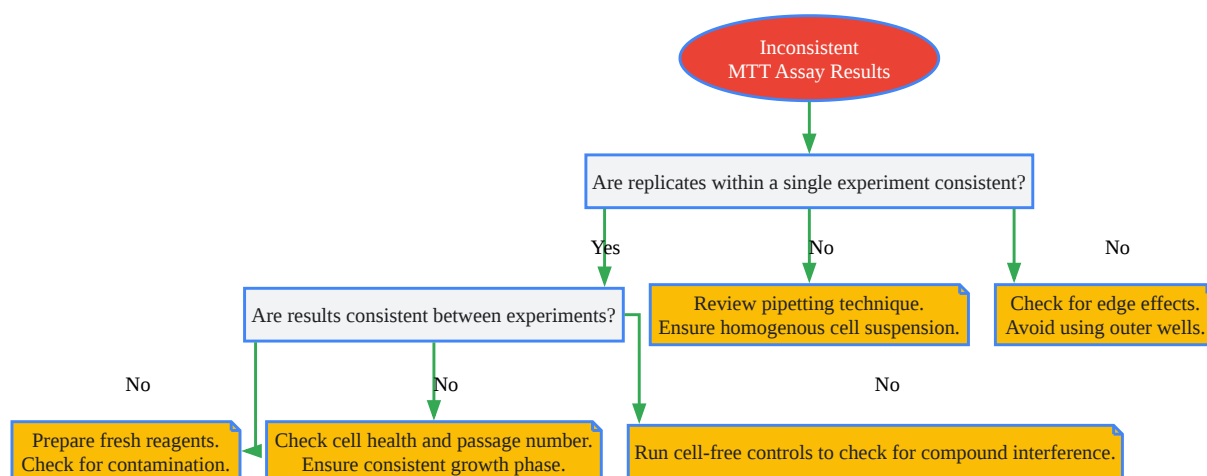 Inconsistent
MTT Assay Results
Are replicates within a single experiment consistent?
Yes
No
No
Are results consistent between experiments?
Review pipetting technique.
Ensure homogenous cell suspension.
Check for edge effects.
Avoid using outer wells.
No
No
No
Prepare fresh reagents.
Check for contamination.
Check cell health and passage number.
Ensure consistent growth phase.
Run cell-free controls to check for compound interference.